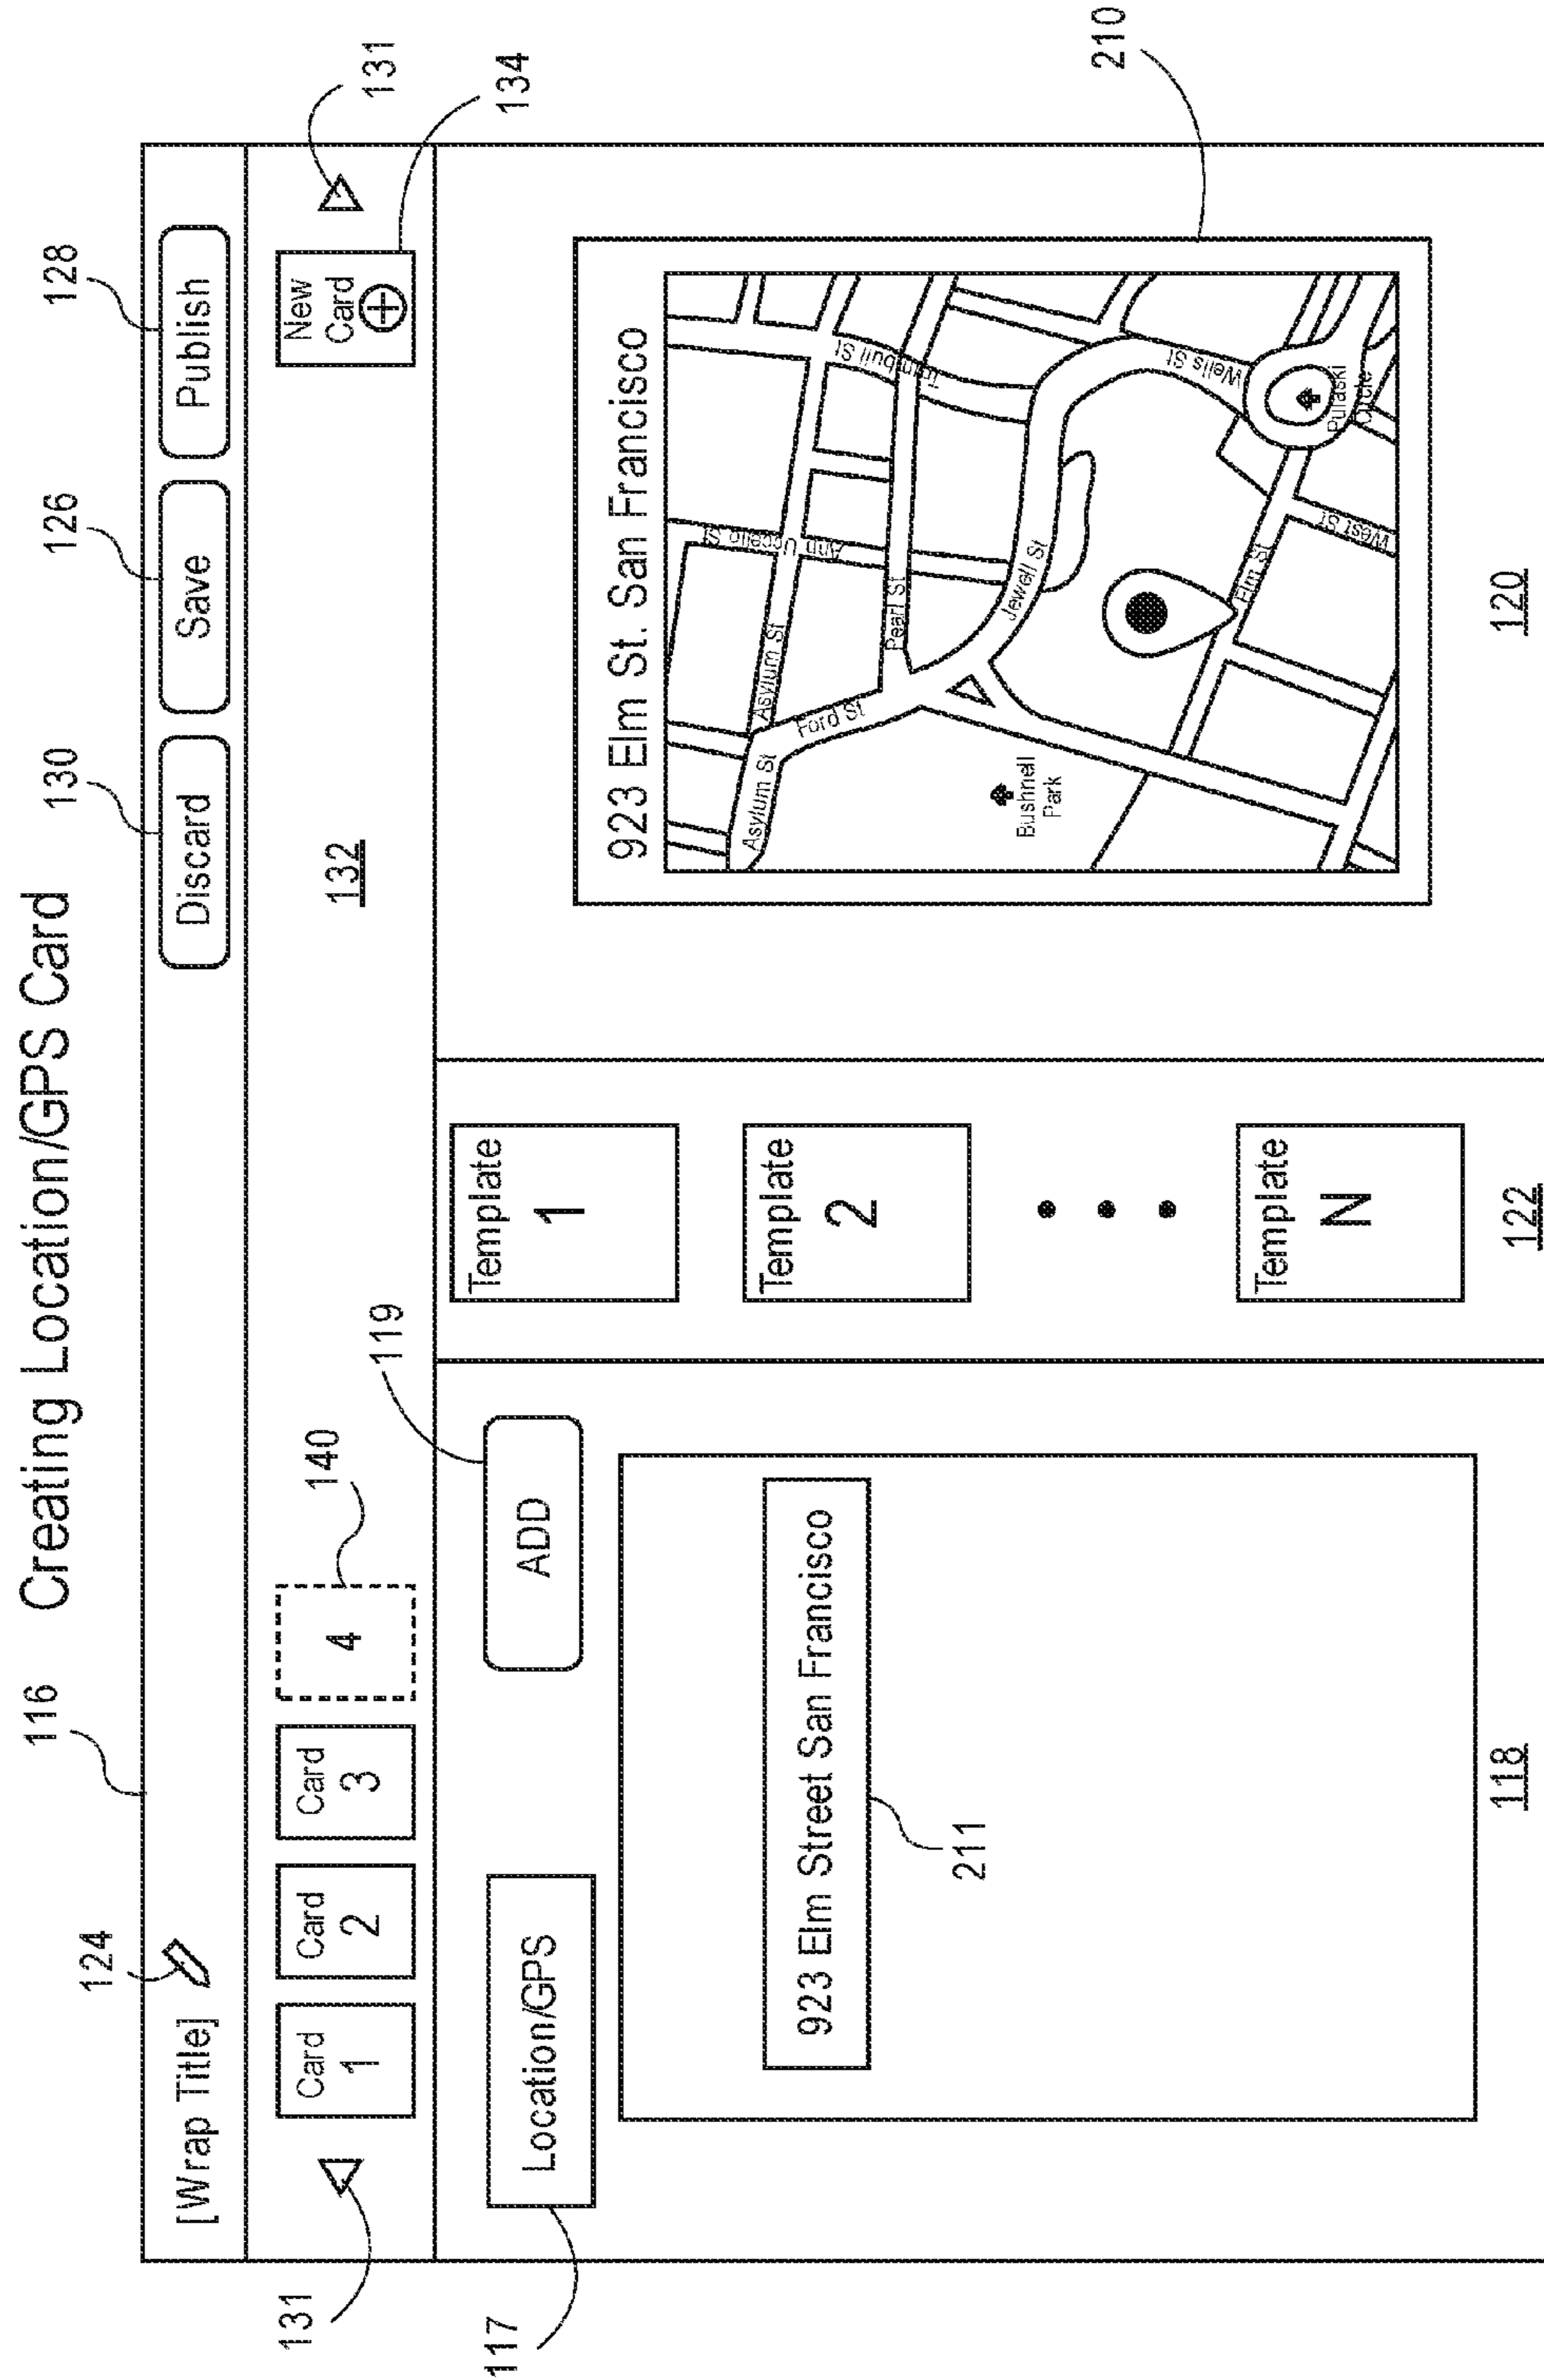 Creating Location/GPS Card
116
124
130
126
128
[Wrap Title]
Discard
Save
Publish
131
131
134
Card
1
Card
2
Card
3
4
140
132
New
Card
117
Location/GPS
ADD
119
923 Elm Street San Francisco
211
118
Template
1
Template
2
Template
N
122
923 Elm St. San Francisco
Asylum St
Asylum St
Ann Uccello St
Trumbull St
Ford St
Pearl St
Jewell St
Wells St
Bushnell
Park
Elm St
West St
Pulaski
Circle
210
120